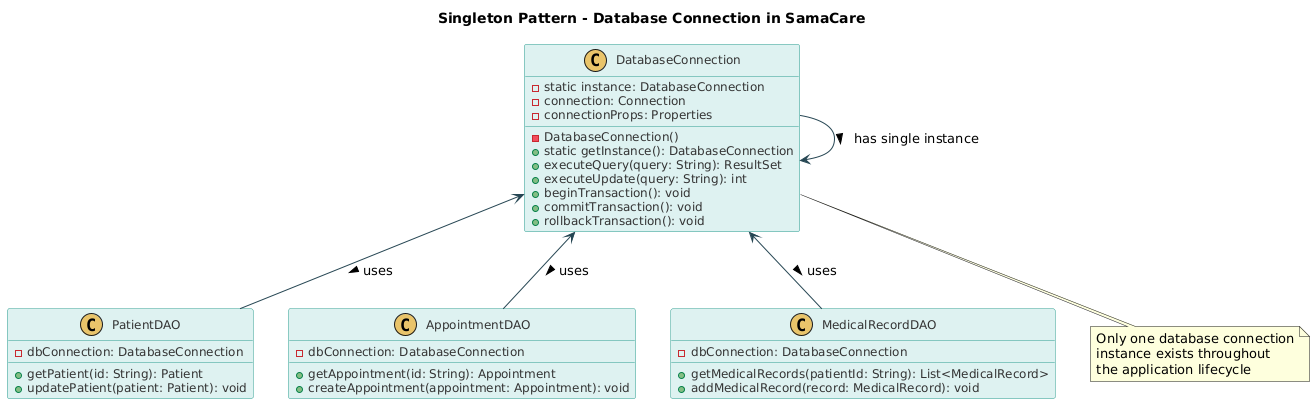 Singleton Pattern - Database Connection in SamaCare
C DatabaseConnection
static instance: DatabaseConnection
connection: Connection
connectionProps: Properties
DatabaseConnection()
static getInstance(): DatabaseConnection
executeQuery(query: String): ResultSet
executeUpdate(query: String): int
beginTransaction(): void
commitTransaction(): void
rollbackTransaction(): void
has single instance
uses
uses
uses
C PatientDAO
dbConnection: DatabaseConnection
getPatient(id: String): Patient
updatePatient(patient: Patient): void
C AppointmentDAO
dbConnection: DatabaseConnection
getAppointment(id: String): Appointment
createAppointment(appointment: Appointment): void
C MedicalRecordDAO
dbConnection: DatabaseConnection
getMedicalRecords(patientId: String): List<MedicalRecord>
addMedicalRecord(record: MedicalRecord): void
Only one database connection
instance exists throughout
the application lifecycle